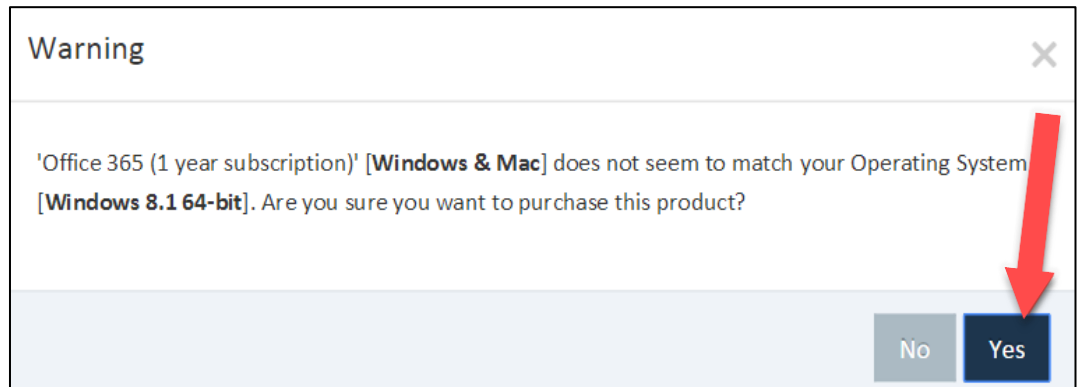 Warning
'Office 365 (1 year subscription)' [Windows & Mac] does not seem to match your Operating System
[Windows 8.1 64-bit]. Are you sure you want to purchase this product?
No Yes